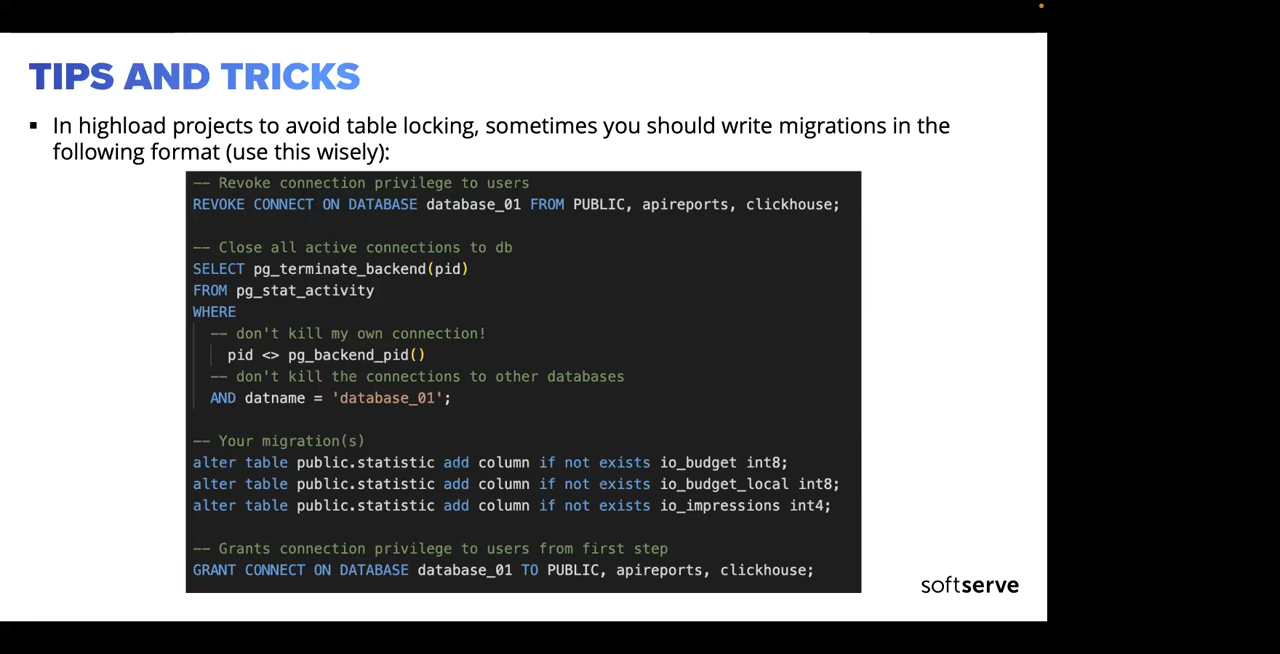 TIPS AND TRICKS
▪ In highload projects to avoid table locking, sometimes you should write migrations in the
following format (use this wisely):
-- Revoke connection privilege to users
REVOKE CONNECT ON DATABASE database_01 FROM PUBLIC, apireports, clickhouse;
-- Close all active connections to db
SELECT pg_terminate_backend(pid)
FROM pg_stat_activity
WHERE
-- don't kill my own connection!
pid <> pg_backend_pid()
-- don't kill the connections to other databases
AND datname = 'database_01';
-- Your migration(s)
alter table public.statistic add column if not exists io_budget int8;
alter table public.statistic add column if not exists io_budget_local int8;
alter table public.statistic add column if not exists io_impressions int4;
-- Grants connection privilege to users from first step
GRANT CONNECT ON DATABASE database_01 TO PUBLIC, apireports, clickhouse;
softserve